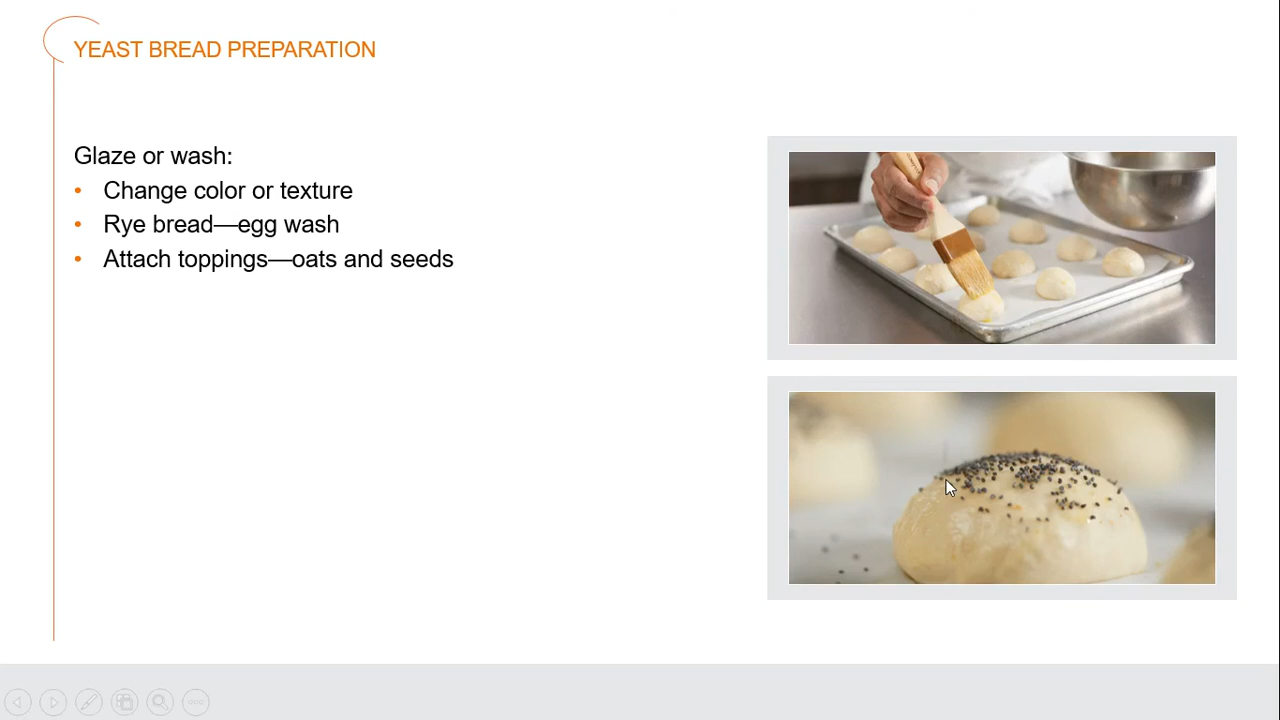 YEAST BREAD PREPARATION
Glaze or wash:
• Change color or texture
• Rye bread—egg wash
• Attach toppings—oats and seeds